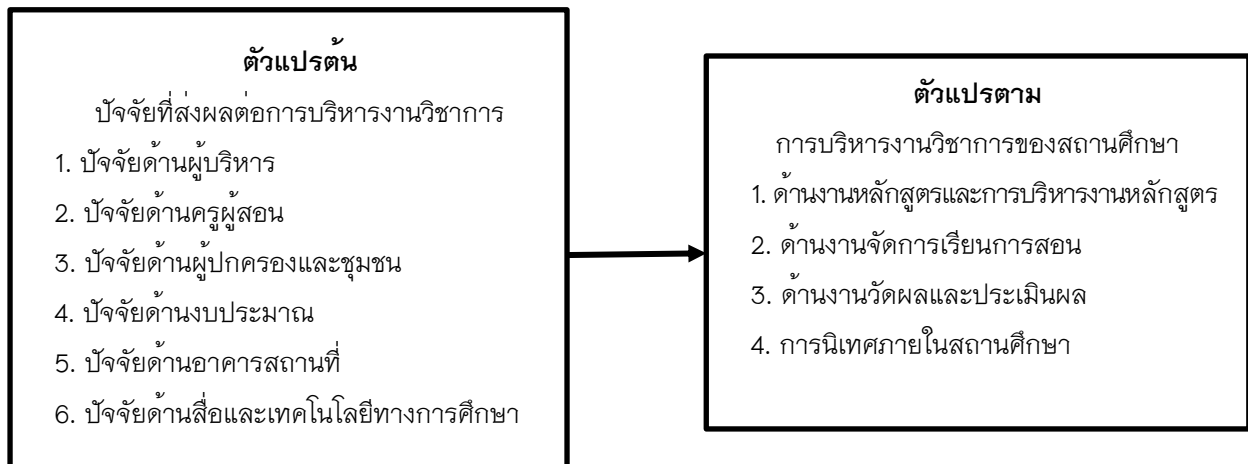 ตัวแปรต้น
ปัจจัยที่ส่งผลต่อการบริหารงานวิชาการ
1. ปัจจัยด้านผู้บริหาร
2. ปัจจัยด้านครูผู้สอน
3. ปัจจัยด้านผู้ปกครองและชุมชน
4. ปัจจัยด้านงบประมาณ
5. ปัจจัยด้านอาคารสถานที่
6. ปัจจัยด้านสื่อและเทคโนโลยีทางการศึกษา
ตัวแปรตาม
การบริหารงานวิชาการของสถานศึกษา
1. ด้านงานหลักสูตรและการบริหารงานหลักสูตร
2. ด้านงานจัดการเรียนการสอน
3. ด้านงานวัดผลและประเมินผล
4. การนิเทศภายในสถานศึกษา